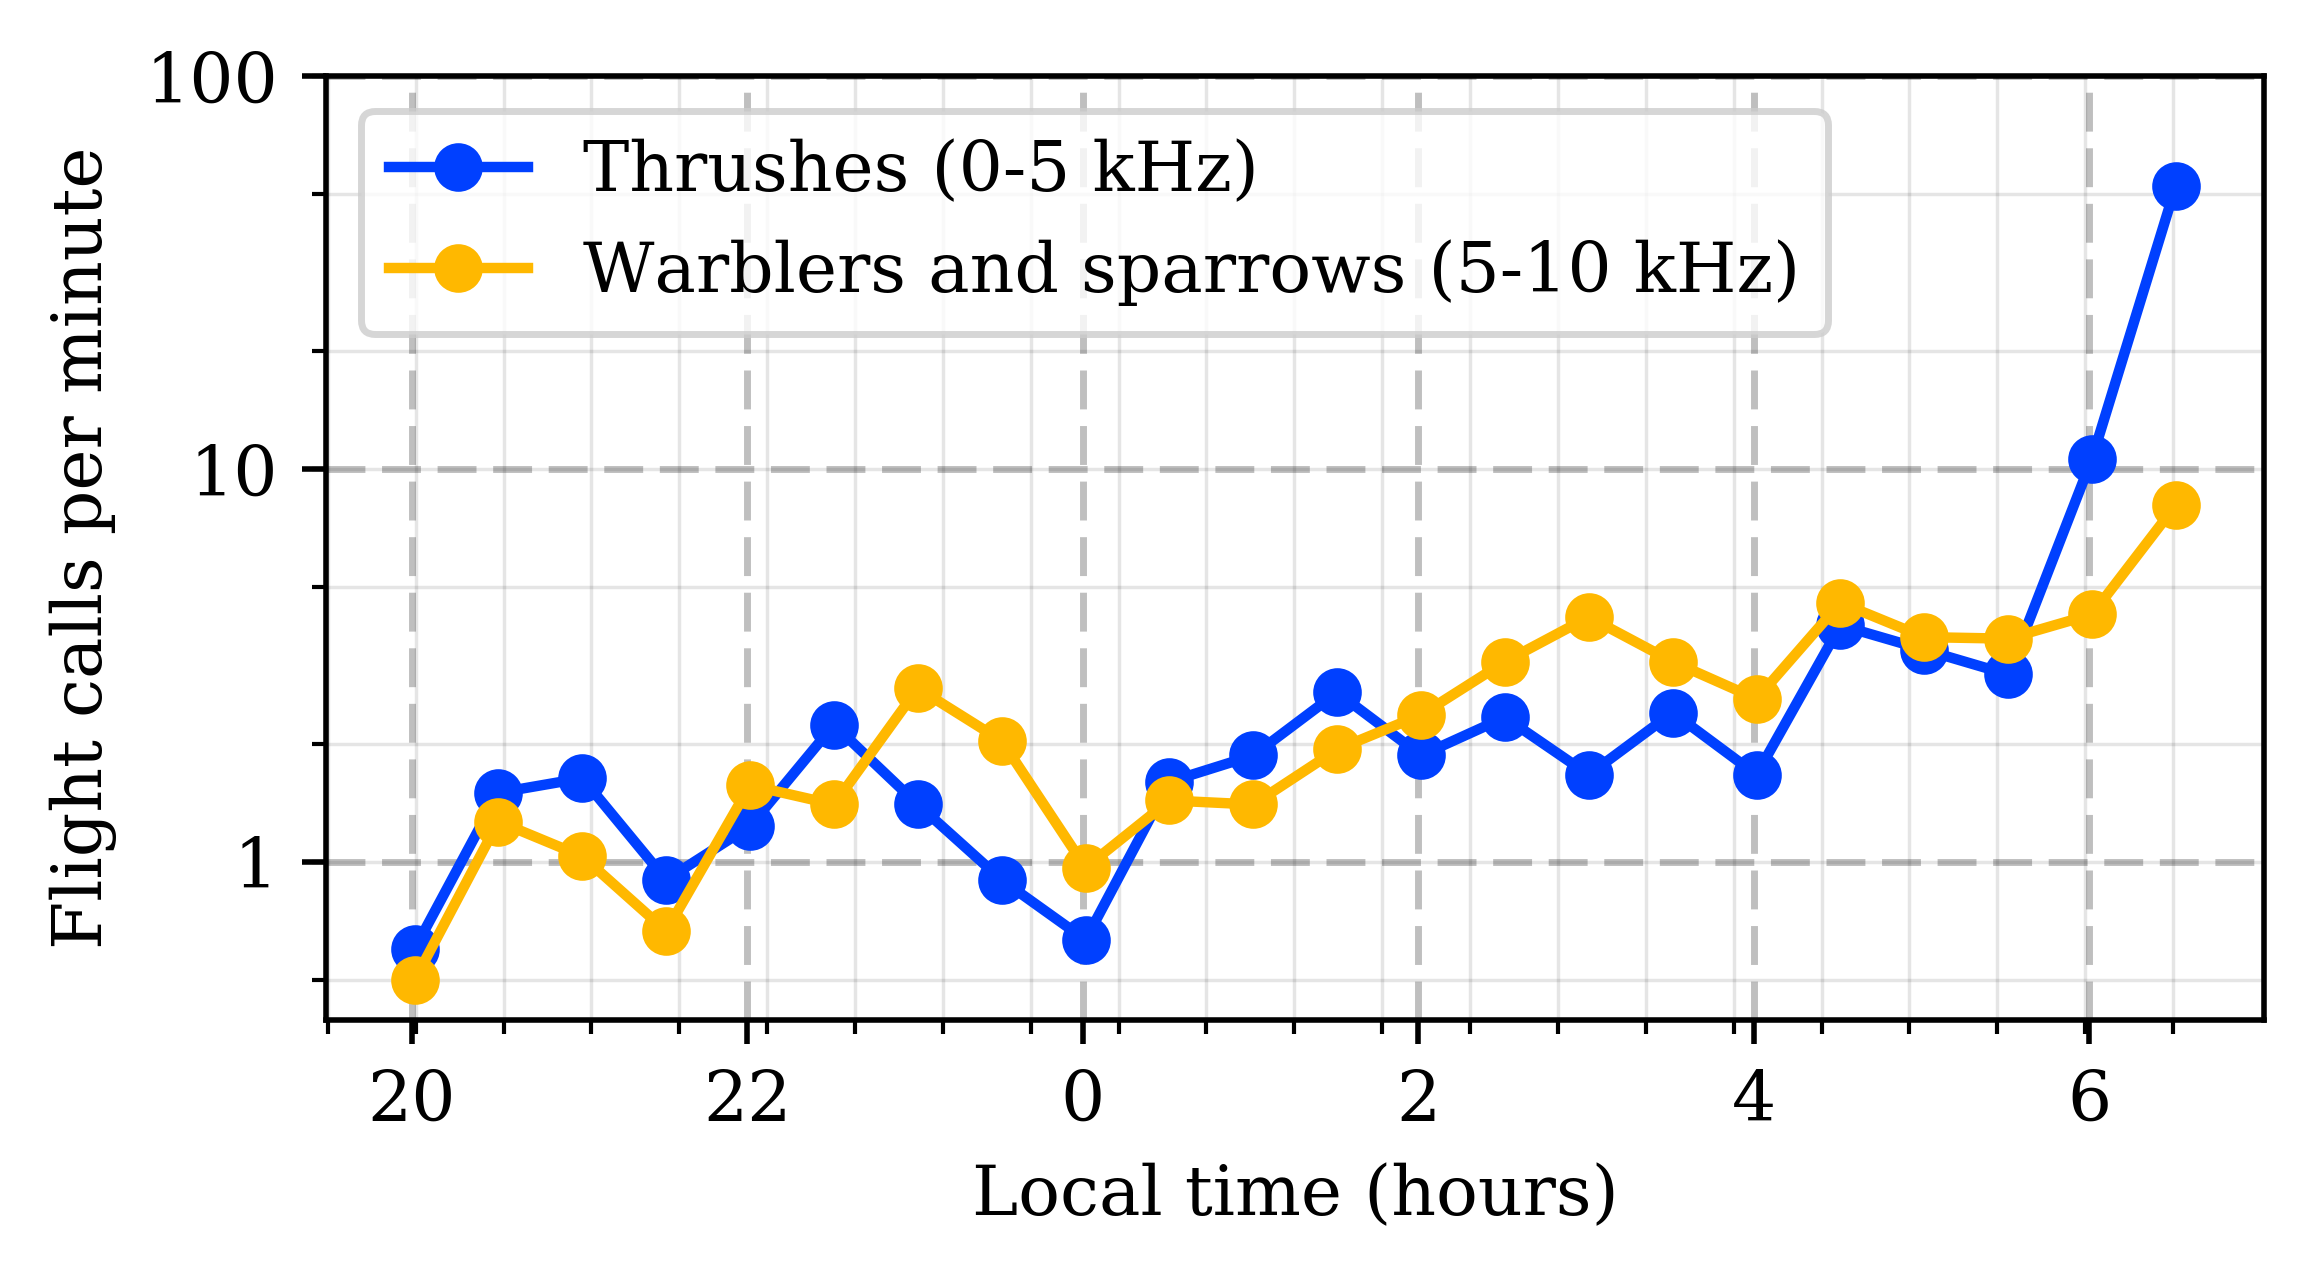 100
10
1
Flight calls per minute
Thrushes (0-5 kHz)
Warblers and sparrows (5-10 kHz)
20 22 0 2 4 6
Local time (hours)